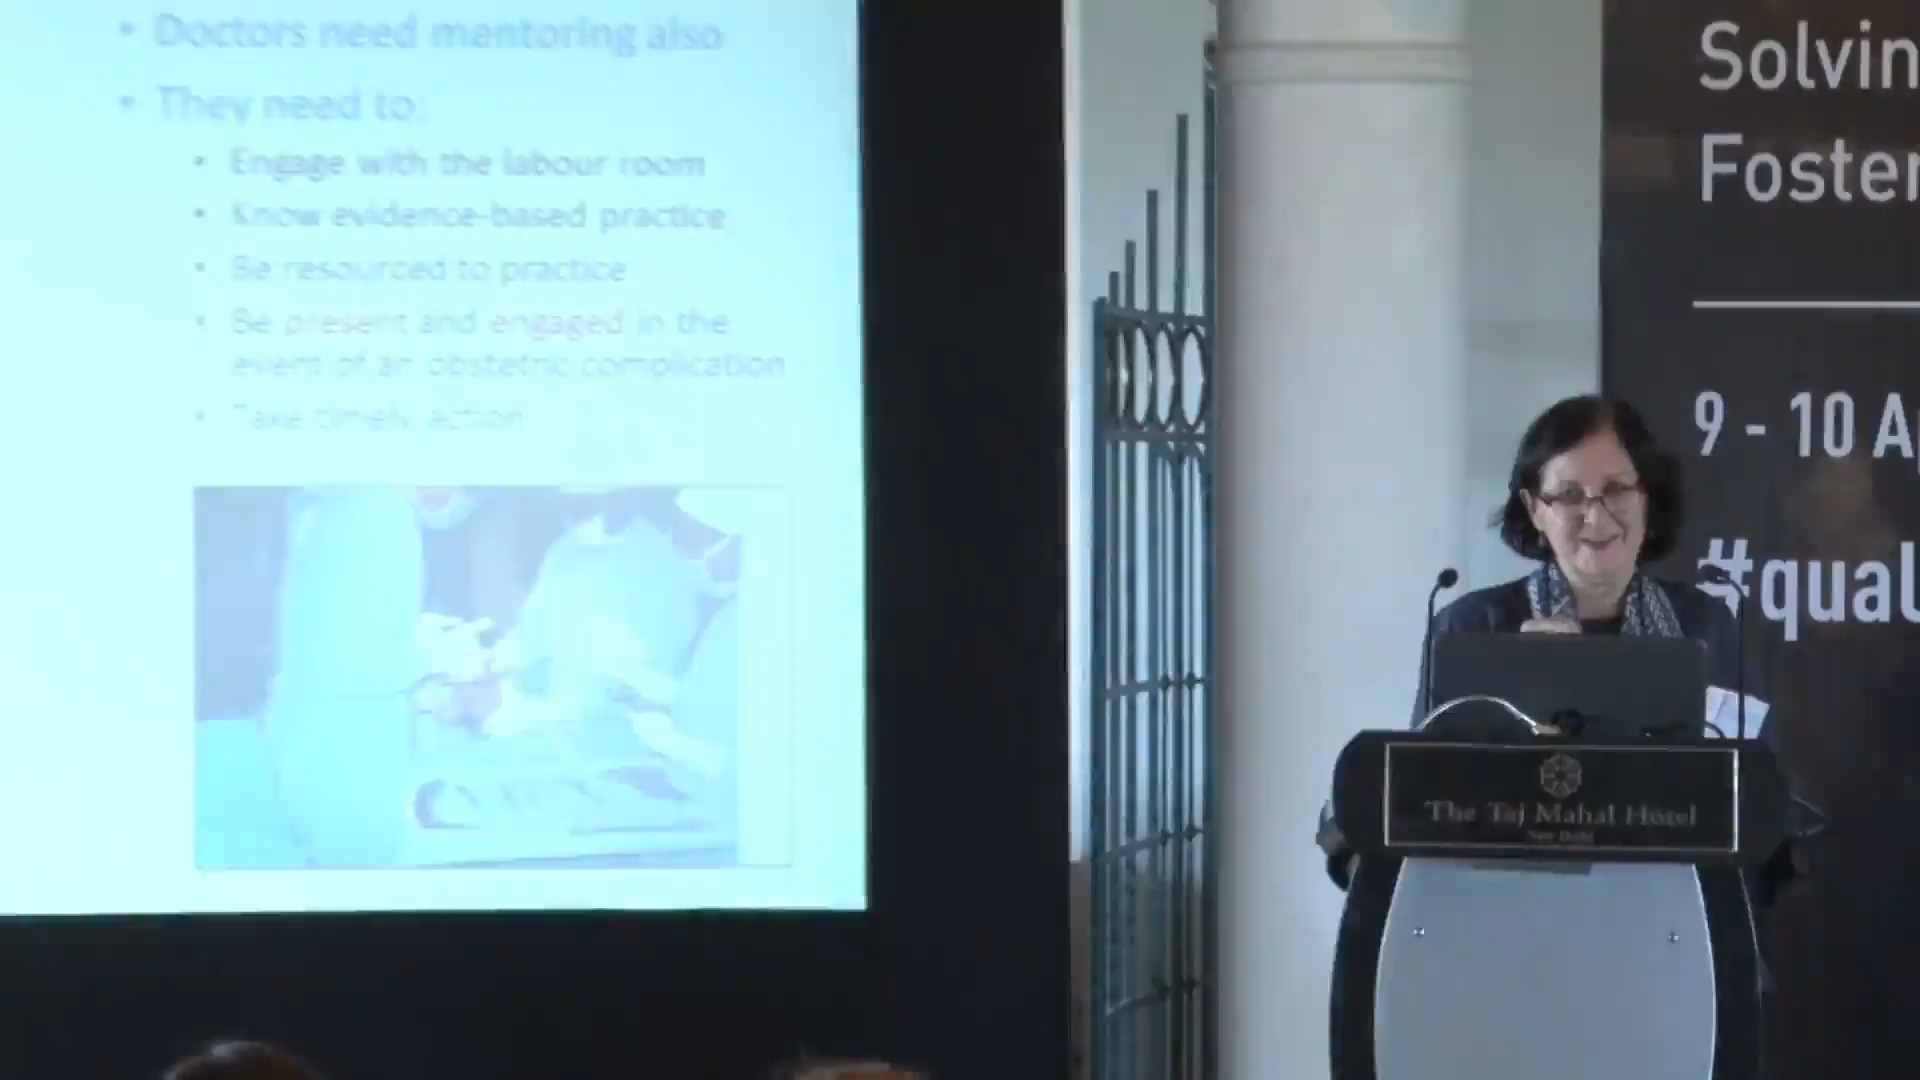 Doctors need mentoring also
They need to:
Engage with the labour room
Know evidence-based practice
Be resourced to practice
Be present and engaged in the
event of an obstetric complication
Take timely action
Solvin
Foster
9 - 10 A
#qual
The Taj Mahal Hotel
New Delhi